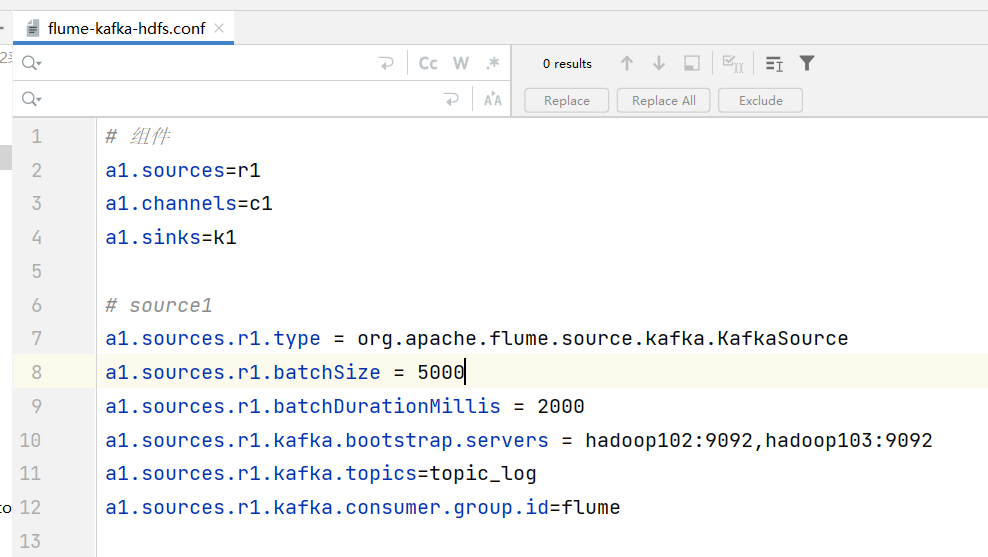 flume-kafka-hdfs.conf
Cc W .*
0 results
Replace Replace All Exclude
1 # 组件
2 a1.sources=r1
3 a1.channels=c1
4 a1.sinks=k1
5
6 # source1
7 a1.sources.r1.type = org.apache.flume.source.kafka.KafkaSource
8 a1.sources.r1.batchSize = 5000
9 a1.sources.r1.batchDurationMillis = 2000
10 a1.sources.r1.kafka.bootstrap.servers = hadoop102:9092,hadoop103:9092
11 a1.sources.r1.kafka.topics=topic_log
12 a1.sources.r1.kafka.consumer.group.id=flume
13